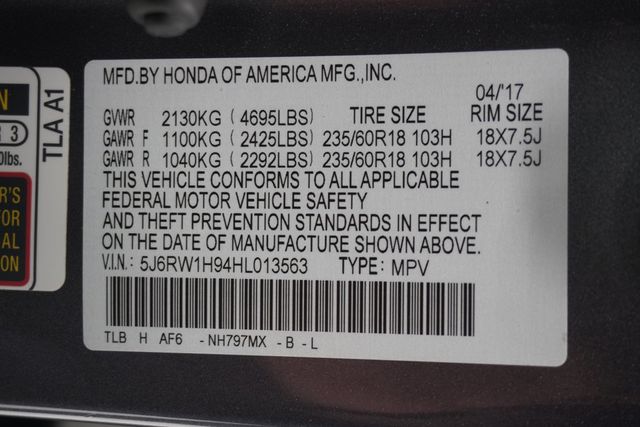 MFD.BY HONDA OF AMERICA MFG.,INC.
04/'17
GVWR 2130KG ( 4695LBS) TIRE SIZE RIM SIZE
GAWR F 1100KG ( 2425LBS) 235/60R18 103H 18X7.5J
GAWR R 1040KG ( 2292LBS) 235/60R18 103H 18X7.5J
THIS VEHICLE CONFORMS TO ALL APPLICABLE
FEDERAL MOTOR VEHICLE SAFETY
AND THEFT PREVENTION STANDARDS IN EFFECT
ON THE DATE OF MANUFACTURE SHOWN ABOVE.
V.I.N: 5J6RW1H94HL013563 TYPE: MPV
TLB H AF6 - NH797MX - B - L
TLA A1
3